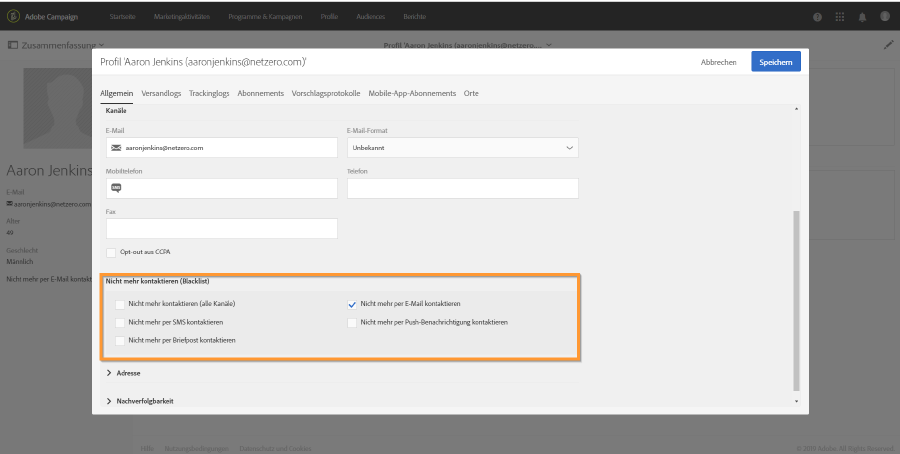 Adobe Campaign Startseite Marketingaktivitäten Programme & Kampagnen Profile Audiences Berichte
Zusammenfassung Profil 'Aaron Jenkins (aaronjenkins@netzero....
Profil 'Aaron Jenkins (aaronjenkins@netzero.com)' Abbrechen Speichern
Allgemein Versandlogs Trackinglogs Abonnements Vorschlagsprotokolle Mobile-App-Abonnements Orte
Kanäle
E-Mail E-Mail-Format
aaronjenkins@netzero.com Unbekannt
Mobiltelefon Telefon
SMS
Fax
Opt-out aus CCPA
Nicht mehr kontaktieren (Blacklist)
Nicht mehr kontaktieren (alle Kanäle) Nicht mehr per E-Mail kontaktieren
Nicht mehr per SMS kontaktieren Nicht mehr per Push-Benachrichtigung kontaktieren
Nicht mehr per Briefpost kontaktieren
Adresse
Nachverfolgbarkeit
Aaron Jenkins
E-Mail
aaronjenkins@netzero.com
Alter
49
Geschlecht
Männlich
Nicht mehr per E-Mail kontakt
Hilfe Nutzungsbedingungen Datenschutz und Cookies © 2019 Adobe. All Rights Reserved.